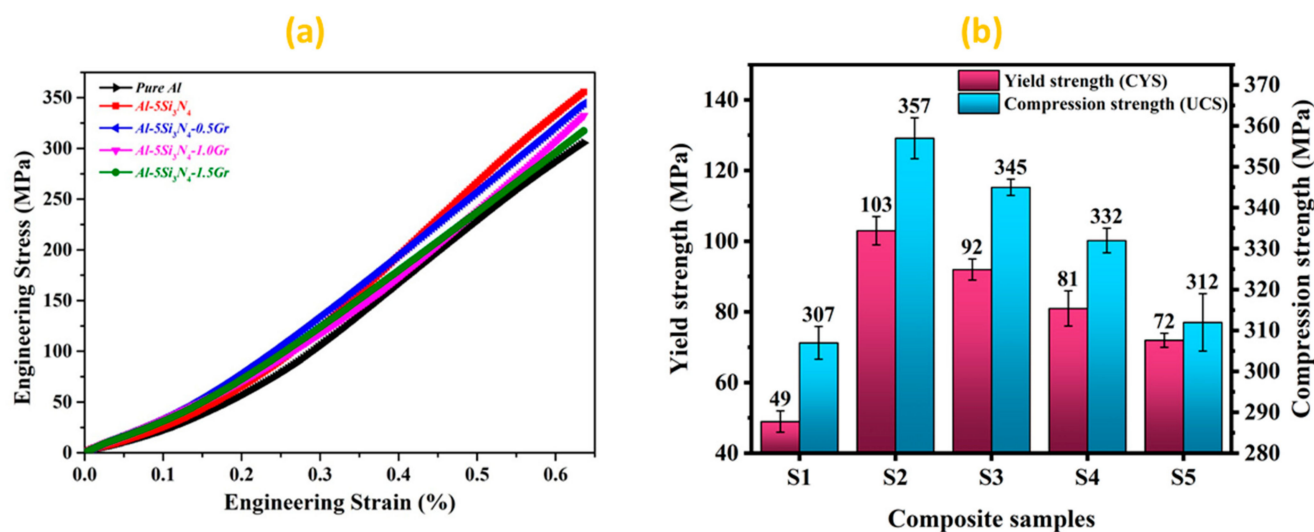 (a)
Engineering Stress (MPa)
350
300
250
200
150
100
50
0
Pure Al
Al-5Si₃N₄
Al-5Si₃N₄-0.5Gr
Al-5Si₃N₄-1.0Gr
Al-5Si₃N₄-1.5Gr
0.0 0.1 0.2 0.3 0.4 0.5 0.6
Engineering Strain (%)
(b)
Yield strength (MPa)
140
120
100
80
60
40
Yield strength (CYS)
Compression strength (UCS)
49 307
103 357
92 345
81 332
72 312
S1 S2 S3 S4 S5
Composite samples
370
360
350
340
330
320
310
300
290
280
Compression strength (MPa)